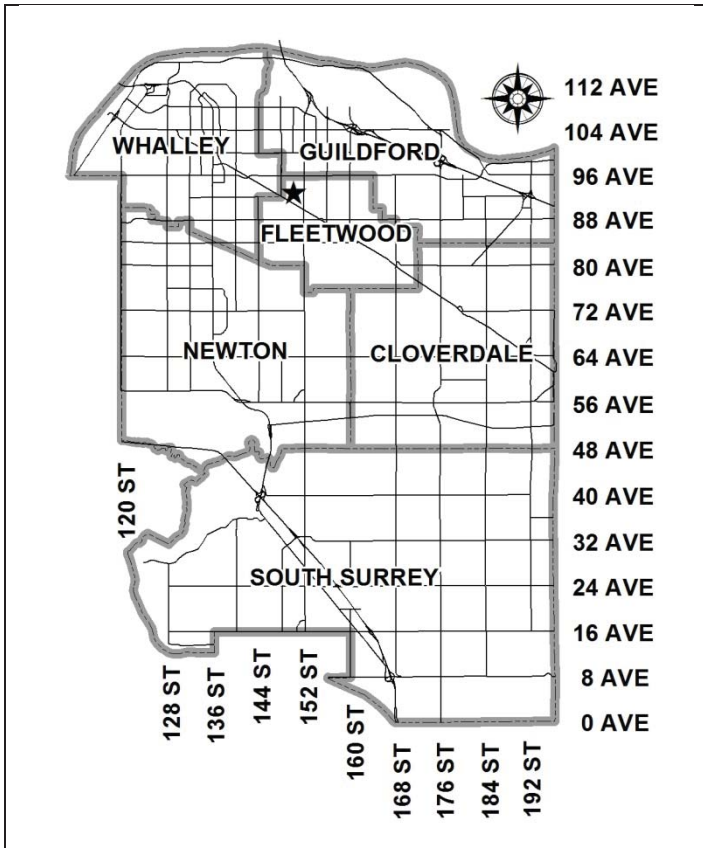 112 AVE
104 AVE
WHALLEY
GUILDFORD
96 AVE
88 AVE
FLEETWOOD
80 AVE
72 AVE
NEWTON
CLOVERDALE
64 AVE
56 AVE
48 AVE
120 ST
40 AVE
32 AVE
SOUTH SURREY
24 AVE
16 AVE
128 ST
136 ST
144 ST
152 ST
8 AVE
160 ST
0 AVE
168 ST
176 ST
184 ST
192 ST